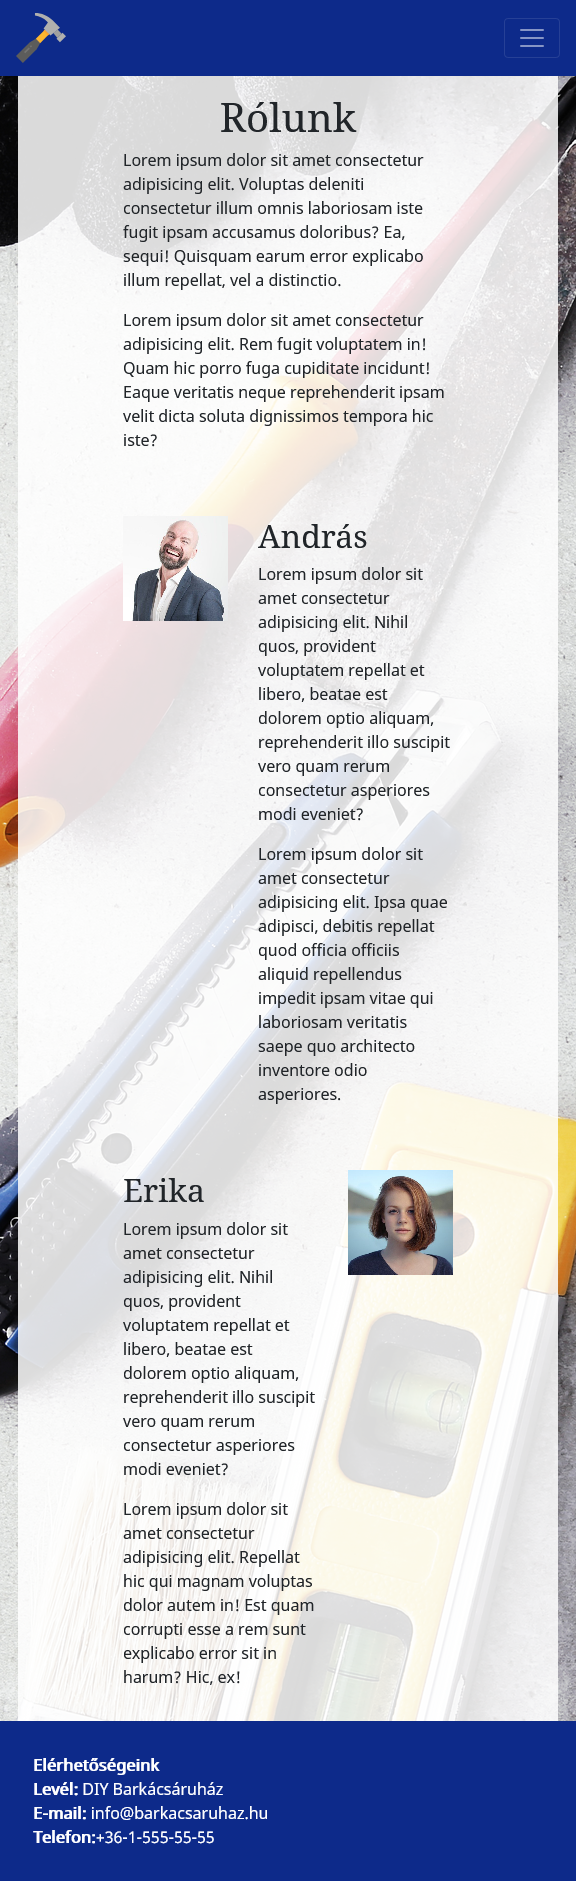 Rólunk
Lorem ipsum dolor sit amet consectetur
adipisicing elit. Voluptas deleniti
consectetur illum omnis laboriosam iste
fugit ipsam accusamus doloribus? Ea,
sequi! Quisquam earum error explicabo
illum repellat, vel a distinctio.
Lorem ipsum dolor sit amet consectetur
adipisicing elit. Rem fugit voluptatem in!
Quam hic porro fuga cupiditate incidunt!
Eaque veritatis neque reprehenderit ipsam
velit dicta soluta dignissimos tempora hic
iste?
András
Lorem ipsum dolor sit
amet consectetur
adipisicing elit. Nihil
quos, provident
voluptatem repellat et
libero, beatae est
dolorem optio aliquam,
reprehenderit illo suscipit
vero quam rerum
consectetur asperiores
modi eveniet?
Lorem ipsum dolor sit
amet consectetur
adipisicing elit. Ipsa quae
adipisci, debitis repellat
quod officia officiis
aliquid repellendus
impedit ipsam vitae qui
laboriosam veritatis
saepe quo architecto
inventore odio
asperiores.
Erika
Lorem ipsum dolor sit
amet consectetur
adipisicing elit. Nihil
quos, provident
voluptatem repellat et
libero, beatae est
dolorem optio aliquam,
reprehenderit illo suscipit
vero quam rerum
consectetur asperiores
modi eveniet?
Lorem ipsum dolor sit
amet consectetur
adipisicing elit. Repellat
hic qui magnam voluptas
dolor autem in! Est quam
corrupti esse a rem sunt
explicabo error sit in
harum? Hic, ex!
Elérhetőségeink
Levél: DIY Barkácsáruház
E-mail: info@barkacsaruhaz.hu
Telefon:+36-1-555-55-55